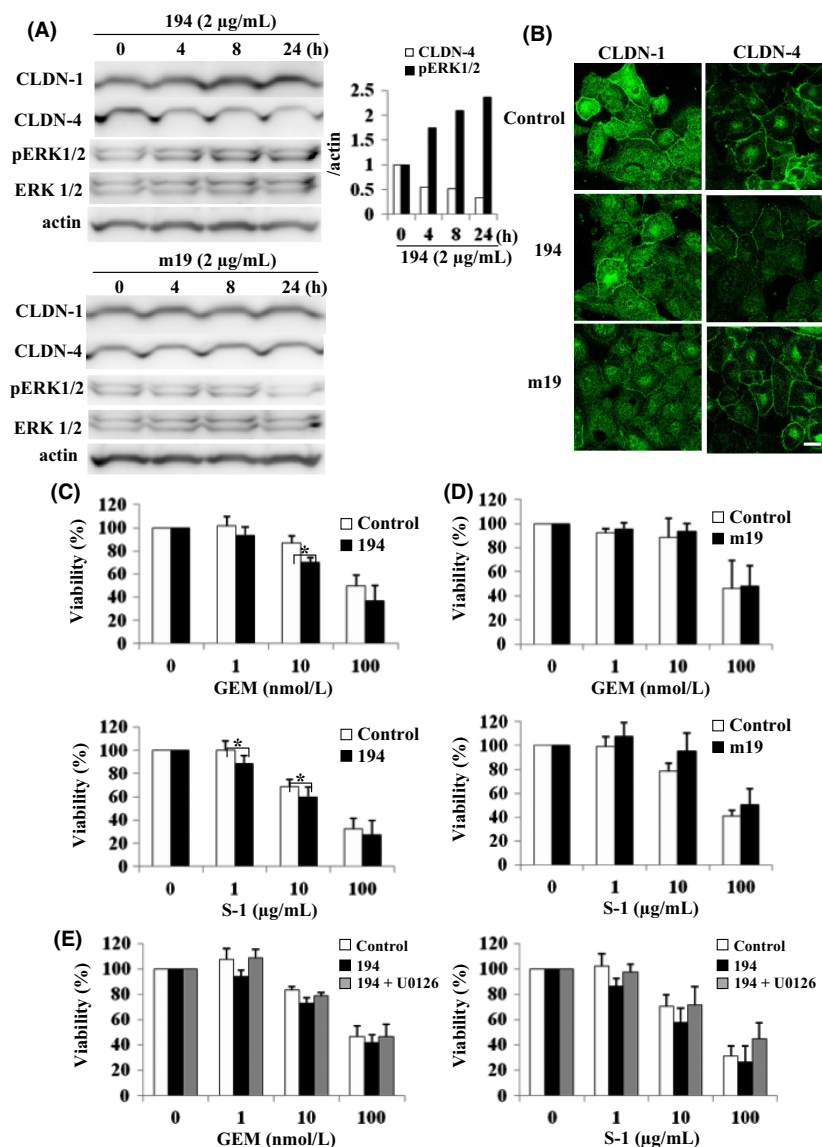 (A)
194 (2 µg/mL)
0 4 8 24 (h)
CLDN-1
CLDN-4
pERK1/2
ERK 1/2
actin
CLDN-4
pERK1/2
2.5
2
1.5
1
0.5
0
/actin
0 4 8 24 (h)
194 (2 µg/mL)
m19 (2 µg/mL)
0 4 8 24 (h)
CLDN-1
CLDN-4
pERK1/2
ERK 1/2
actin
(B)
CLDN-1 CLDN-4
Control
194
m19
(C)
120
100
80
60
40
20
0
Viability (%)
Control
194
*
0 1 10 100
GEM (nmol/L)
120
100
80
60
40
20
0
Viability (%)
Control
194
* *
0 1 10 100
S-1 (µg/mL)
(D)
120
100
80
60
40
20
0
Viability (%)
Control
m19
0 1 10 100
GEM (nmol/L)
120
100
80
60
40
20
0
Viability (%)
Control
m19
0 1 10 100
S-1 (µg/mL)
(E)
120
100
80
60
40
20
0
Viability (%)
Control
194
194 + U0126
0 1 10 100
GEM (nmol/L)
120
100
80
60
40
20
0
Viability (%)
Control
194
194 + U0126
0 1 10 100
S-1 (µg/mL)